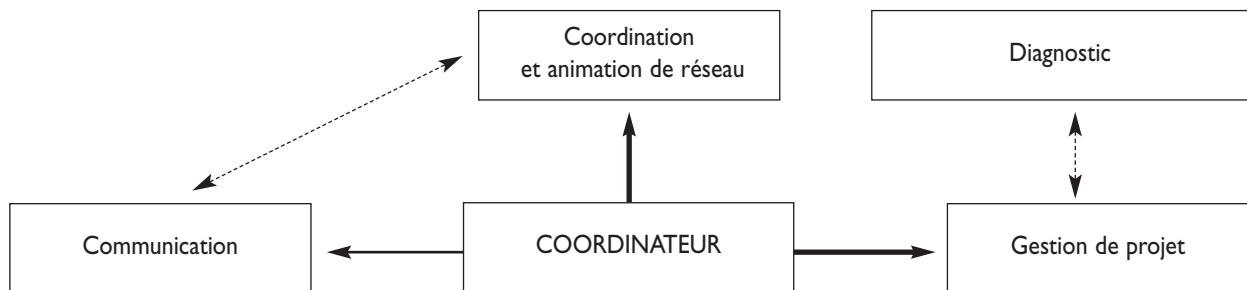 Coordination
et animation de réseau
Diagnostic
Communication
COORDINATEUR
Gestion de projet